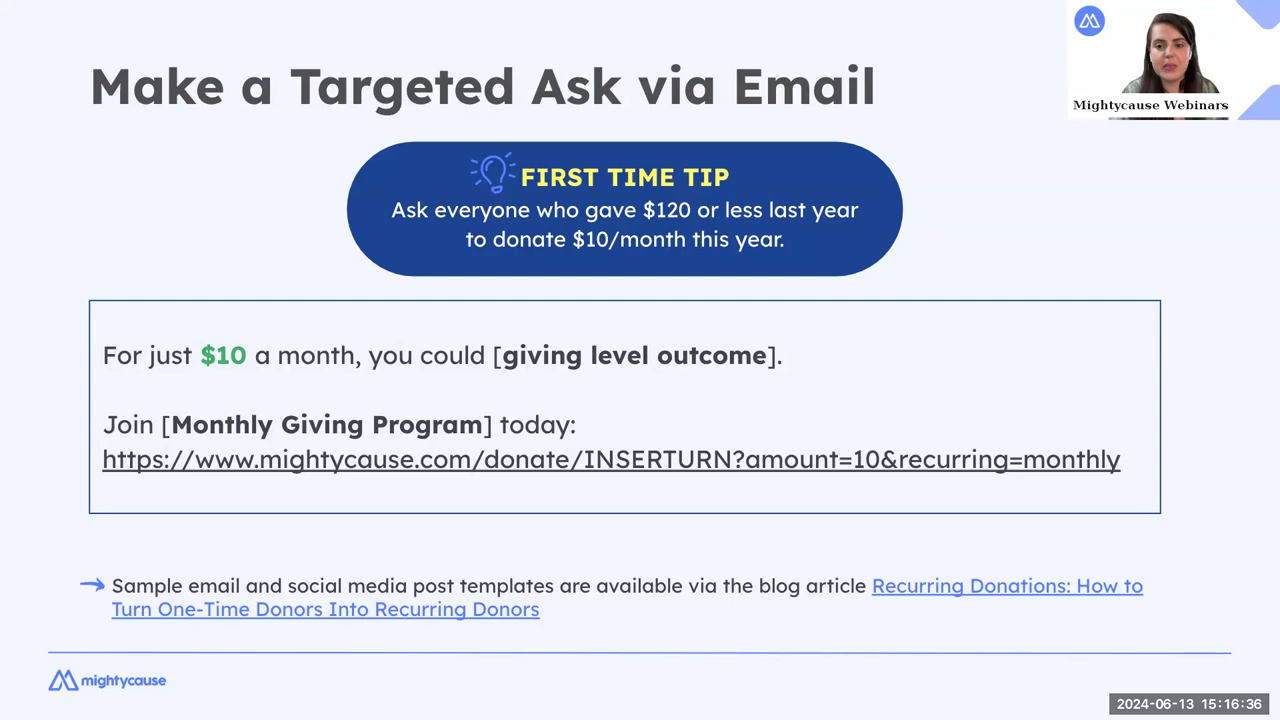 Make a Targeted Ask via Email
Mightycause Webinars
FIRST TIME TIP
Ask everyone who gave $120 or less last year
to donate $10/month this year.
For just $10 a month, you could [giving level outcome].
Join [Monthly Giving Program] today:
https://www.mightycause.com/donate/INSERTURN?amount=10&recurring=monthly
Sample email and social media post templates are available via the blog article Recurring Donations: How to
Turn One-Time Donors Into Recurring Donors
mightycause
2024-06-13 15:16:36